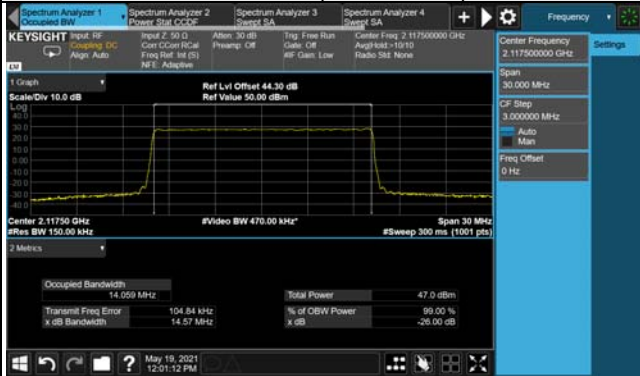 Spectrum Analyzer 1
Occupied BW
Spectrum Analyzer 2
Power Stat CCDF
Spectrum Analyzer 3
Swept SA
Spectrum Analyzer 4
Swept SA
Frequency
KEYSIGHT
Input: RF
Coupling: DC
Align: Auto
Input Z: 50 Ω
Corr CCorr RCal
Freq Ref: Int (S)
NFE: Adaptive
Atten: 30 dB
Preamp: Off
Trig: Free Run
Gate: Off
#IF Gain: Low
Center Freq: 2.117500000 GHz
Avg|Hold:>10/10
Radio Std: None
Center Frequency
2.117500000 GHz
Settings
Span
30.000 MHz
CF Step
3.000000 MHz
Auto
Man
Freq Offset
0 Hz
1 Graph
Scale/Div 10.0 dB
Ref Lvl Offset 44.30 dB
Ref Value 50.00 dBm
Log
40.0
30.0
20.0
10.0
0.00
-10.0
-20.0
-30.0
-40.0
Center 2.11750 GHz
#Video BW 470.00 kHz*
Span 30 MHz
#Res BW 150.00 kHz
#Sweep 300 ms (1001 pts)
2 Metrics
Occupied Bandwidth
14.059 MHz
Total Power 47.0 dBm
Transmit Freq Error 104.84 kHz
% of OBW Power 99.00 %
x dB Bandwidth 14.57 MHz
x dB -26.00 dB
May 19, 2021
12:01:12 PM